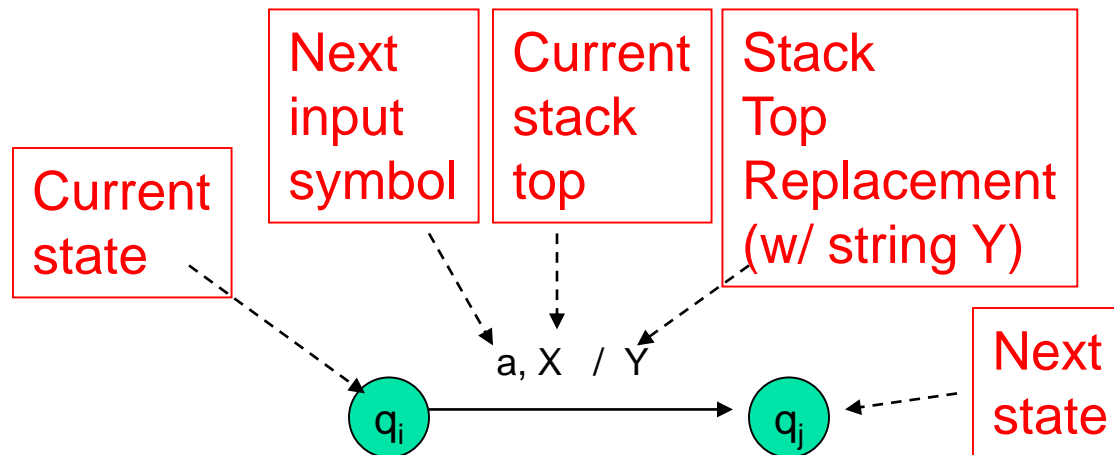 Next
input
symbol
Current
stack
top
Stack
Top
Replacement
(w/ string Y)
Current
state
a, X / Y
Next
state
qi
qj